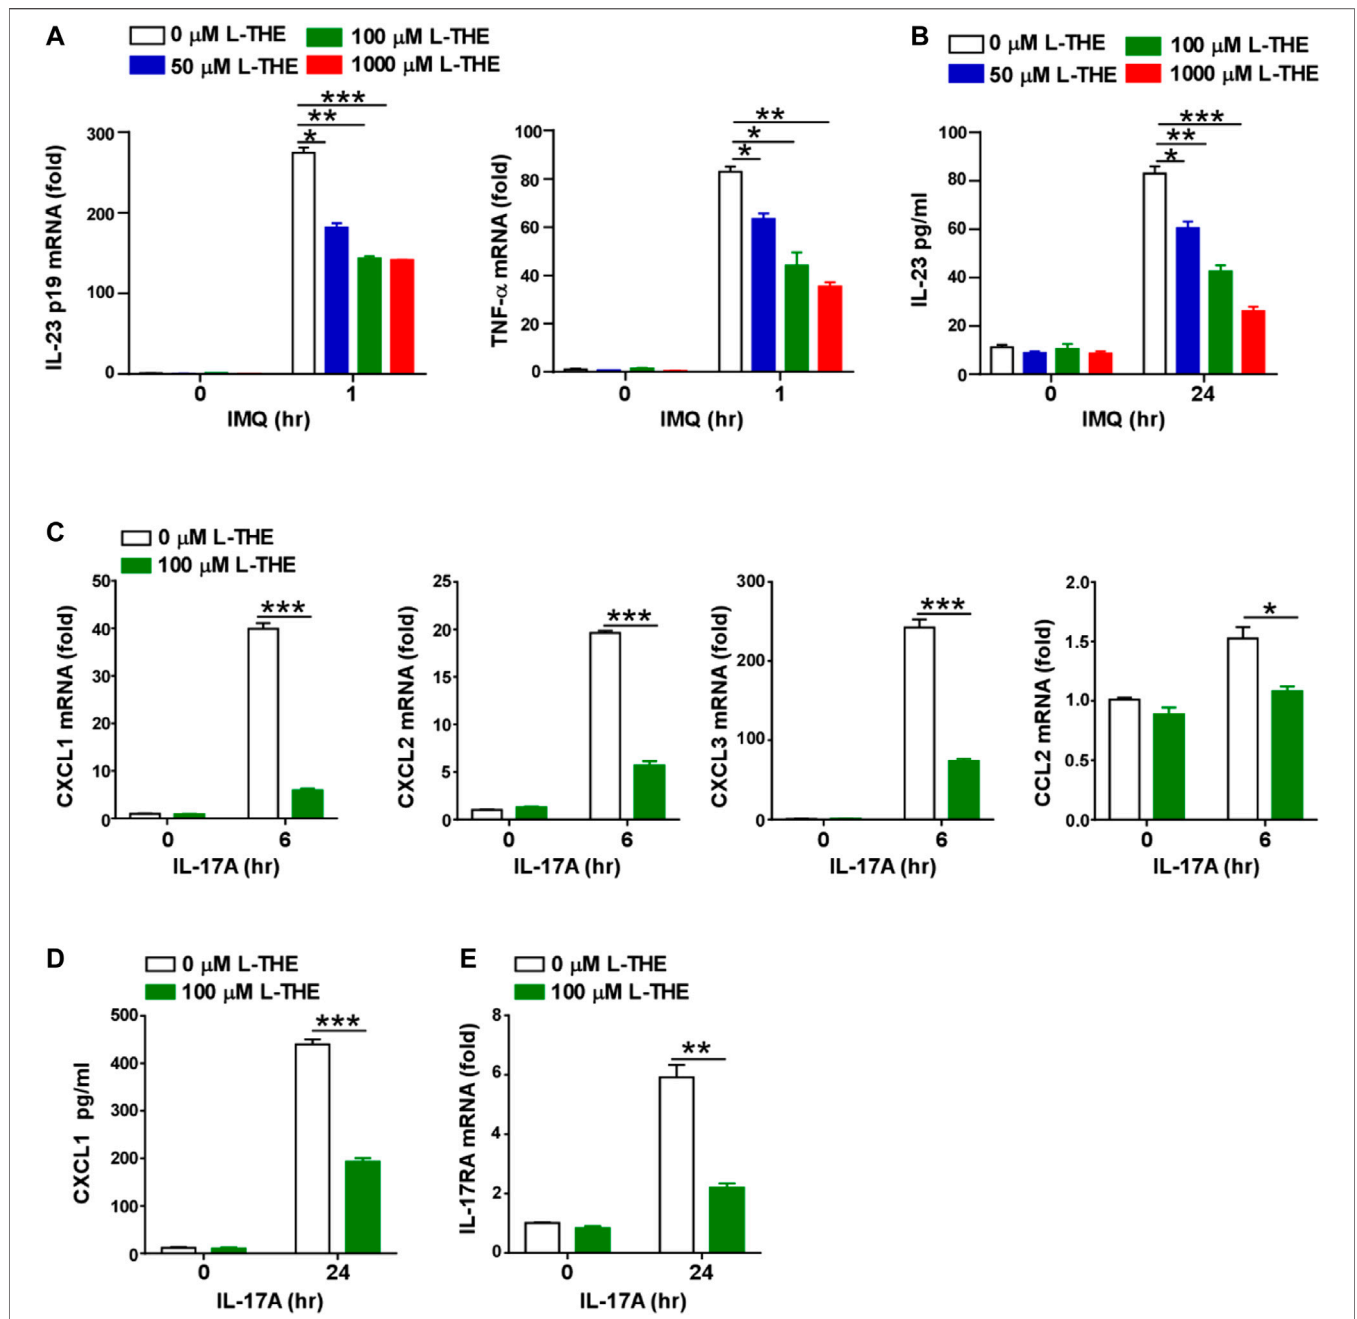 A
0 μM L-THE
100 μM L-THE
50 μM L-THE
1000 μM L-THE
IL-23 p19 mRNA (fold)
300
200
100
0
***
**
*
0
1
IMQ (hr)
TNF-α mRNA (fold)
100
80
60
40
20
0
**
*
*
0
1
IMQ (hr)
B
0 μM L-THE
100 μM L-THE
50 μM L-THE
1000 μM L-THE
IL-23 pg/ml
100
80
60
40
20
0
***
**
*
0
24
IMQ (hr)
C
0 μM L-THE
100 μM L-THE
CXCL1 mRNA (fold)
50
40
30
20
10
0
***
0
6
IL-17A (hr)
CXCL2 mRNA (fold)
25
20
15
10
5
0
***
0
6
IL-17A (hr)
CXCL3 mRNA (fold)
300
200
100
0
***
0
6
IL-17A (hr)
CCL2 mRNA (fold)
2.0
1.5
1.0
0.5
0.0
*
0
6
IL-17A (hr)
D
0 μM L-THE
100 μM L-THE
CXCL1 pg/ml
500
400
300
200
100
0
***
0
24
IL-17A (hr)
E
0 μM L-THE
100 μM L-THE
IL-17RA mRNA (fold)
8
6
4
2
0
**
0
24
IL-17A (hr)